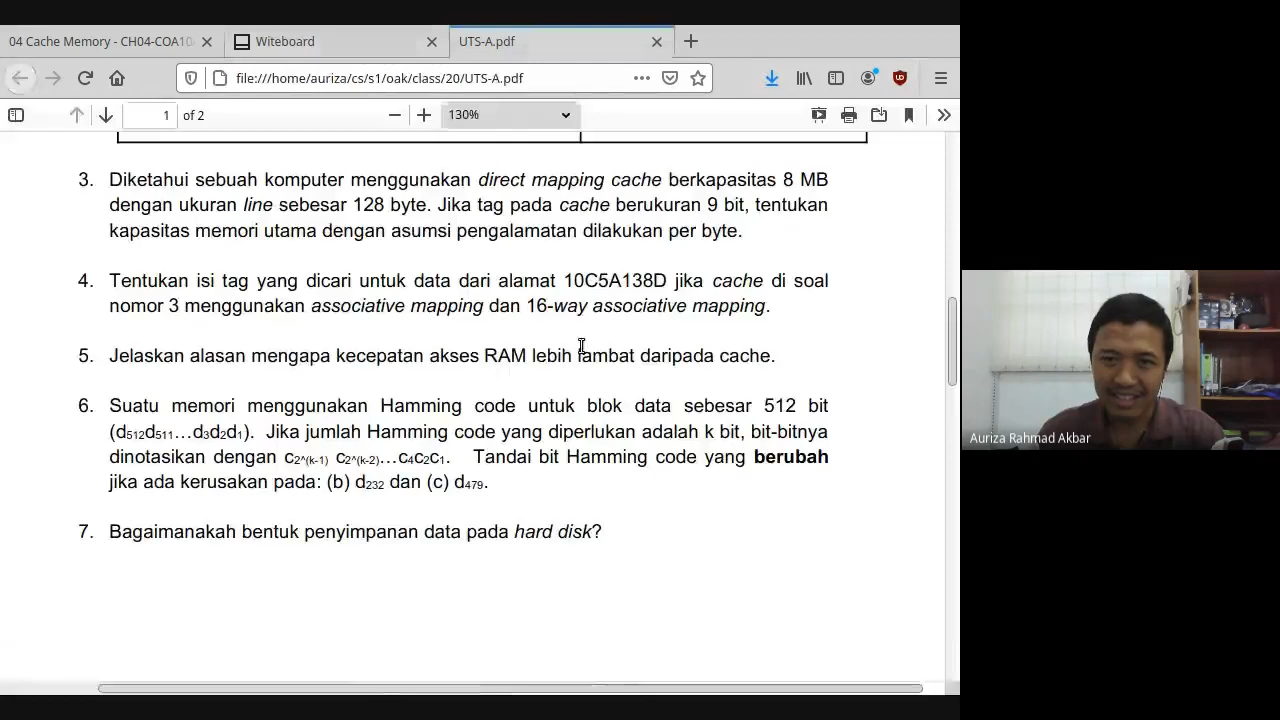 04 Cache Memory - CH04-COA10
Witeboard
UTS-A.pdf
file:///home/auriza/cs/s1/oak/class/20/UTS-A.pdf
1 of 2
130%
3. Diketahui sebuah komputer menggunakan direct mapping cache berkapasitas 8 MB
dengan ukuran line sebesar 128 byte. Jika tag pada cache berukuran 9 bit, tentukan
kapasitas memori utama dengan asumsi pengalamatan dilakukan per byte.
4. Tentukan isi tag yang dicari untuk data dari alamat 10C5A138D jika cache di soal
nomor 3 menggunakan associative mapping dan 16-way associative mapping.
5. Jelaskan alasan mengapa kecepatan akses RAM lebih lambat daripada cache.
6. Suatu memori menggunakan Hamming code untuk blok data sebesar 512 bit
(d512d511…d3d2d1). Jika jumlah Hamming code yang diperlukan adalah k bit, bit-bitnya
dinotasikan dengan c2^(k-1) c2^(k-2)…c4c2c1. Tandai bit Hamming code yang berubah
jika ada kerusakan pada: (b) d232 dan (c) d479.
7. Bagaimanakah bentuk penyimpanan data pada hard disk?
Auriza Rahmad Akbar